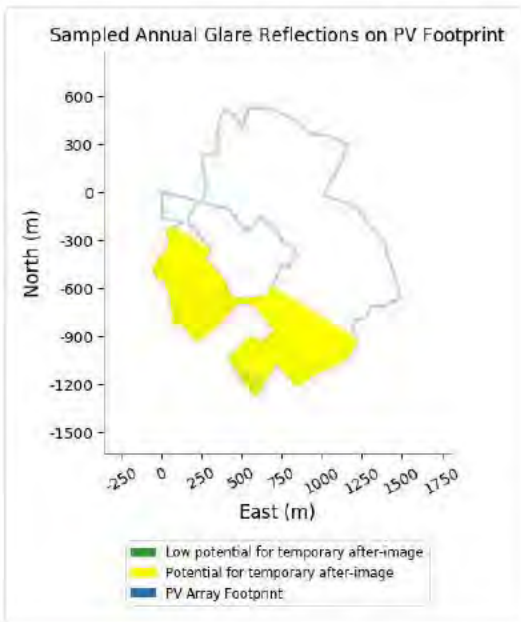 Sampled Annual Glare Reflections on PV Footprint
600
300
0
-300
-600
-900
-1200
-1500
North (m)
-250
0
250
500
750
1000
1250
1500
1750
East (m)
Low potential for temporary after-image
Potential for temporary after-image
PV Array Footprint